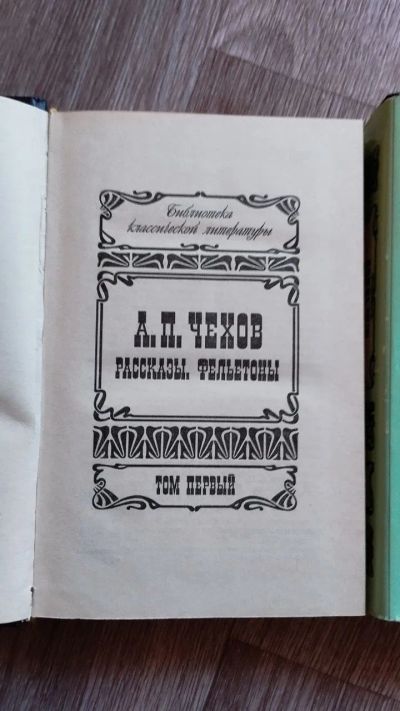 Библиотека
классической литературы
А.П. ЧЕХОВ
РАССКАЗЫ. ФЕЛЬЕТОНЫ
ТОМ ПЕРВЫЙ